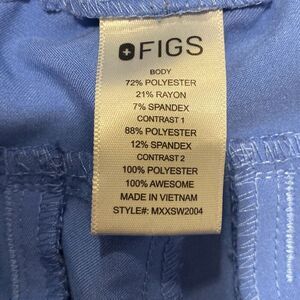 FIGS
BODY
72% POLYESTER
21% RAYON
7% SPANDEX
CONTRAST 1
88% POLYESTER
12% SPANDEX
CONTRAST 2
100% POLYESTER
100% AWESOME
MADE IN VIETNAM
STYLE#: MXXSW2004